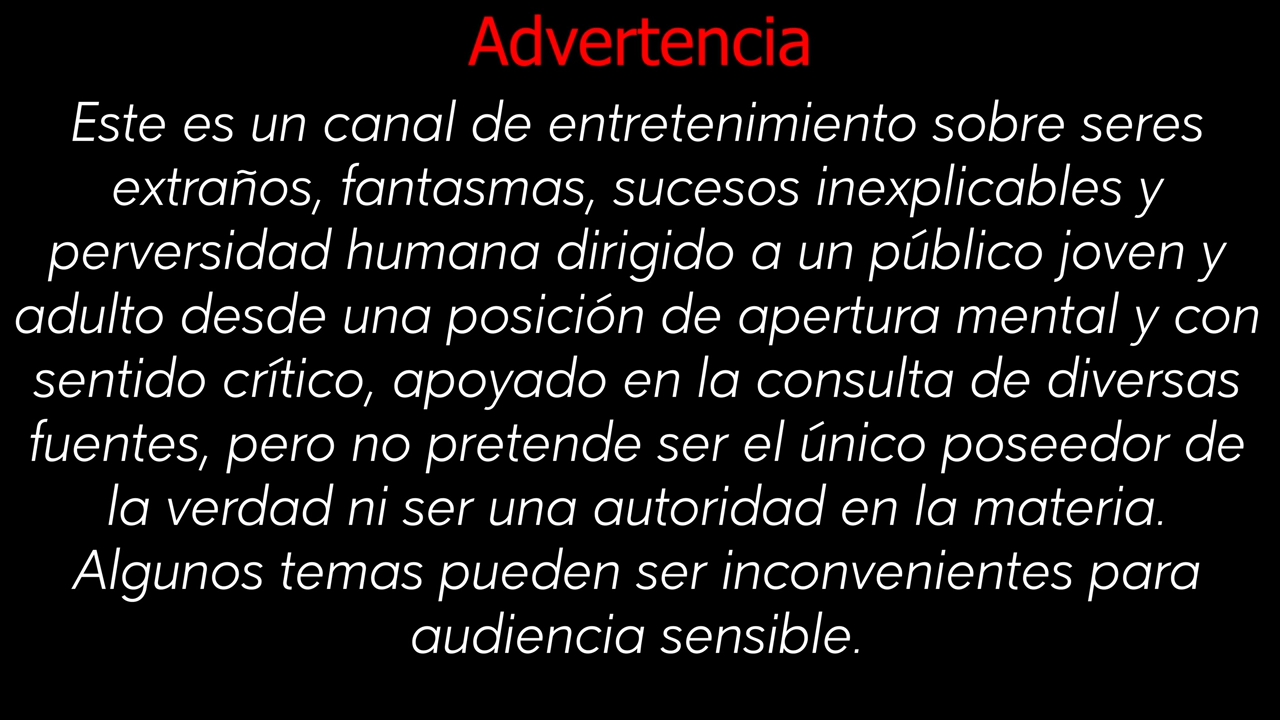 Advertencia
Este es un canal de entretenimiento sobre seres
extraños, fantasmas, sucesos inexplicables y
perversidad humana dirigido a un público joven y
adulto desde una posición de apertura mental y con
sentido crítico, apoyado en la consulta de diversas
fuentes, pero no pretende ser el único poseedor de
la verdad ni ser una autoridad en la materia.
Algunos temas pueden ser inconvenientes para
audiencia sensible.